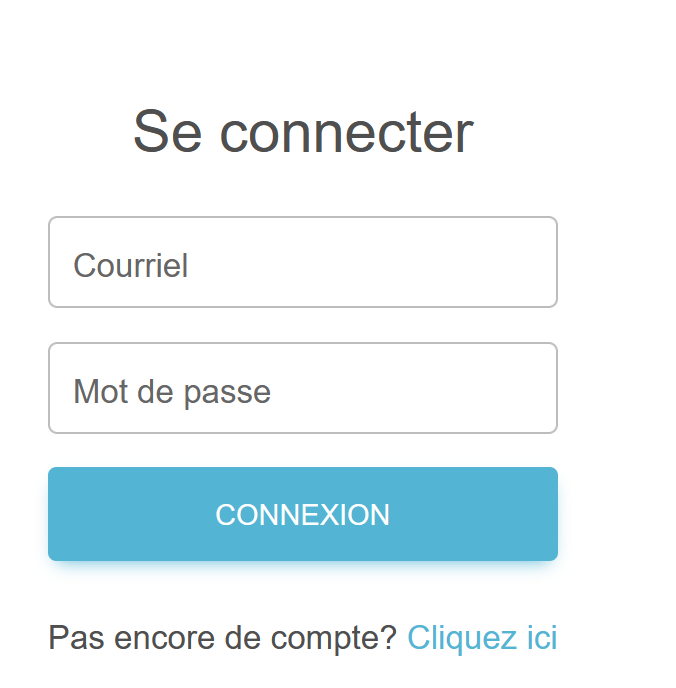 Se connecter
Courriel
Mot de passe
CONNEXION
Pas encore de compte? Cliquez ici